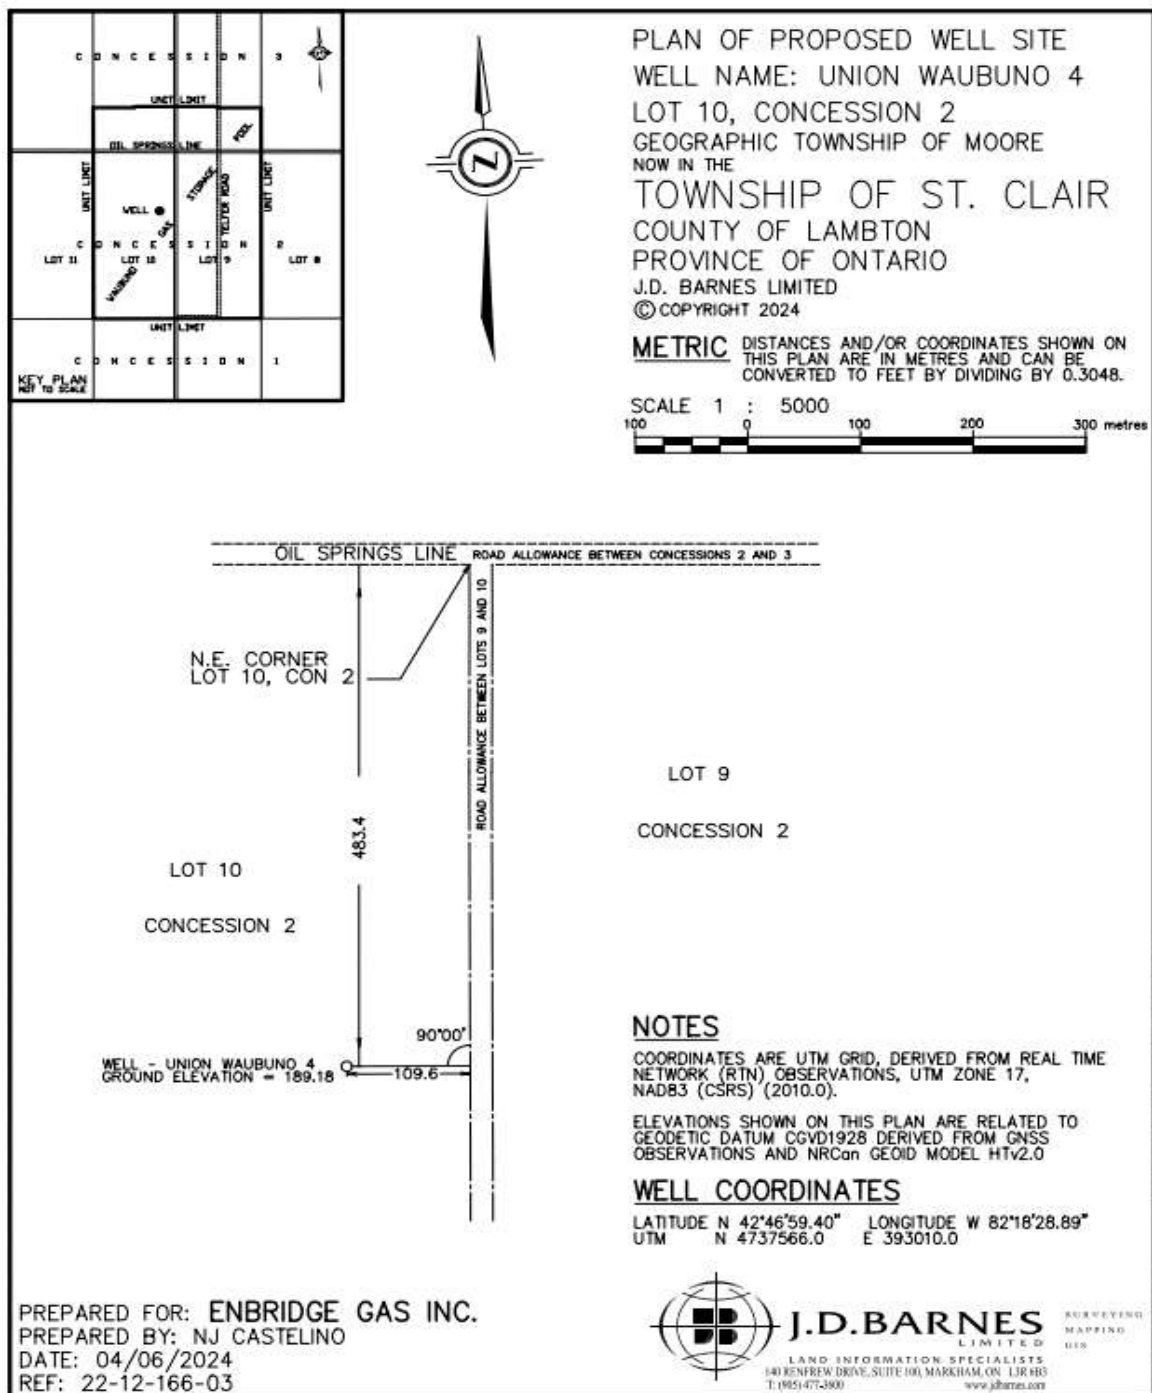 C O N C E S S I O N 3
UNIT LIMIT
OIL SPRINGS LINE
WAUBUNO GAS STORAGE POOL
UNIT LIMIT
TELFER ROAD
UNIT LIMIT
WELL
C O N C E S S I O N 2
LOT 11 LOT 10 LOT 9 LOT 8
UNIT LIMIT
C O N C E S S I O N 1
KEY PLAN
NOT TO SCALE
N
PLAN OF PROPOSED WELL SITE
WELL NAME: UNION WAUBUNO 4
LOT 10, CONCESSION 2
GEOGRAPHIC TOWNSHIP OF MOORE
NOW IN THE
TOWNSHIP OF ST. CLAIR
COUNTY OF LAMBTON
PROVINCE OF ONTARIO
J.D. BARNES LIMITED
© COPYRIGHT 2024
METRIC DISTANCES AND/OR COORDINATES SHOWN ON
THIS PLAN ARE IN METRES AND CAN BE
CONVERTED TO FEET BY DIVIDING BY 0.3048.
SCALE 1 : 5000
100 0 100 200 300 metres
OIL SPRINGS LINE ROAD ALLOWANCE BETWEEN CONCESSIONS 2 AND 3
ROAD ALLOWANCE BETWEEN LOTS 9 AND 10
N.E. CORNER
LOT 10, CON 2
483.4
LOT 9
CONCESSION 2
LOT 10
CONCESSION 2
90°00'
WELL - UNION WAUBUNO 4
GROUND ELEVATION = 189.18
109.6
NOTES
COORDINATES ARE UTM GRID, DERIVED FROM REAL TIME
NETWORK (RTN) OBSERVATIONS, UTM ZONE 17,
NAD83 (CSRS) (2010.0).
ELEVATIONS SHOWN ON THIS PLAN ARE RELATED TO
GEODETIC DATUM CGVD1928 DERIVED FROM GNSS
OBSERVATIONS AND NRCan GEOID MODEL HTv2.0
WELL COORDINATES
LATITUDE N 42°46'59.40" LONGITUDE W 82°18'28.89"
UTM N 4737566.0 E 393010.0
PREPARED FOR: ENBRIDGE GAS INC.
PREPARED BY: NJ CASTELINO
DATE: 04/06/2024
REF: 22-12-166-03
J.D.BARNES
LIMITED
SURVEYING
MAPPING
GIS
LAND INFORMATION SPECIALISTS
140 RENFREW DRIVE, SUITE 100, MARKHAM, ON L3R 6B3
T: (905) 477-3600 www.jdbarnes.com